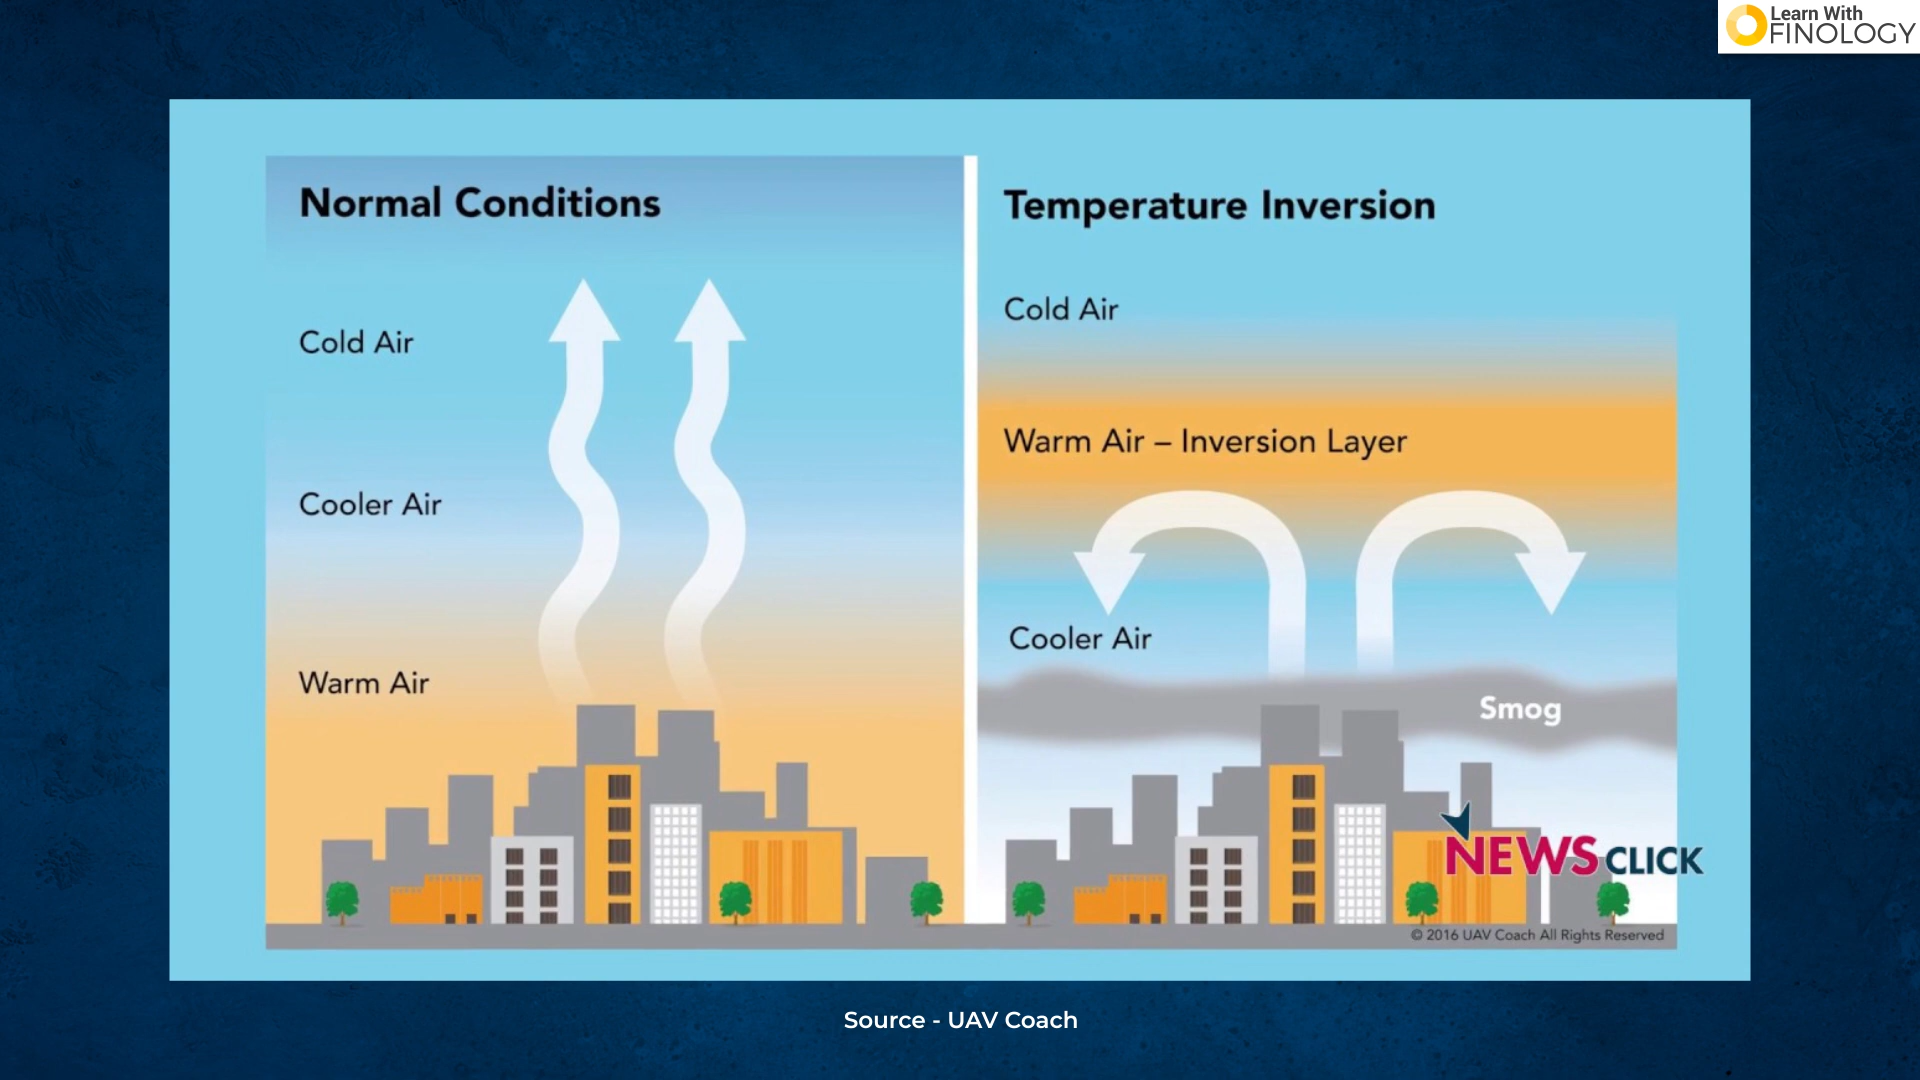 Learn With
FINOLOGY
Normal Conditions
Cold Air
Cooler Air
Warm Air
Temperature Inversion
Cold Air
Warm Air – Inversion Layer
Cooler Air
Smog
NEWSCLICK
© 2016 UAV Coach All Rights Reserved
Source - UAV Coach